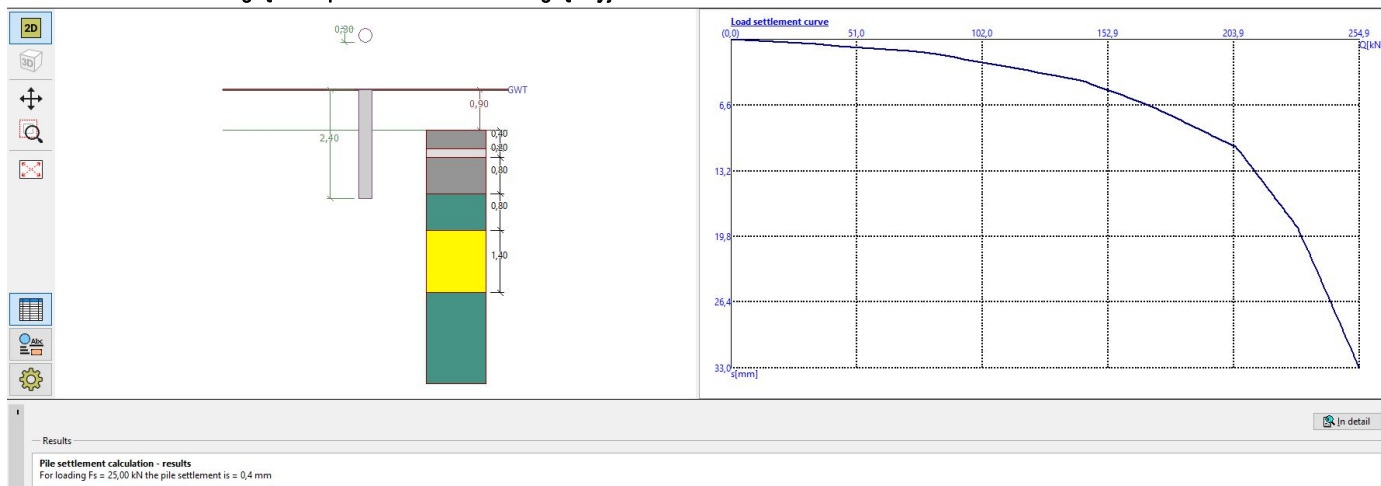 2D
3D
Abc
0,30
GWT
0,90
2,40
0,40
0,80
0,80
1,40
Load settlement curve
(0,0) 51,0 102,0 152,9 203,9 254,9
Q[kN
6,6
13,2
19,8
26,4
33,0
s[mm]
In detail
Results
Pile settlement calculation - results
For loading Fs = 25,00 kN the pile settlement is = 0,4 mm